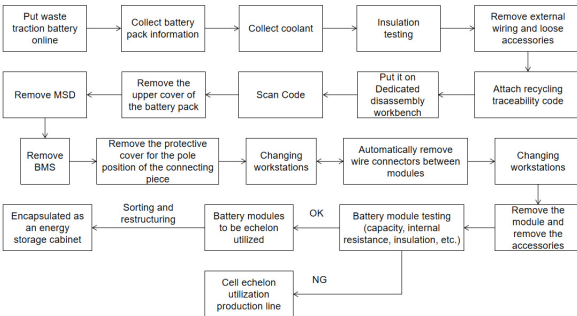 Put waste
traction battery
online
Collect battery
pack information
Collect coolant
Insulation
testing
Remove external
wiring and loose
accessories
Remove MSD
Remove the
upper cover of
the battery pack
Scan Code
Put it on
Dedicated
disassembly
workbench
Attach recycling
traceability code
Remove
BMS
Remove the protective
cover for the pole
position of the connecting
piece
Changing
workstations
Automatically remove
wire connectors between
modules
Changing
workstations
Encapsulated as
an energy
storage cabinet
Sorting and
restructuring
Battery modules
to be echelon
utilized
OK
Battery module testing
(capacity, internal
resistance, insulation, etc.)
Remove the
module and
remove the
accessories
Cell echelon
utilization
production line
NG